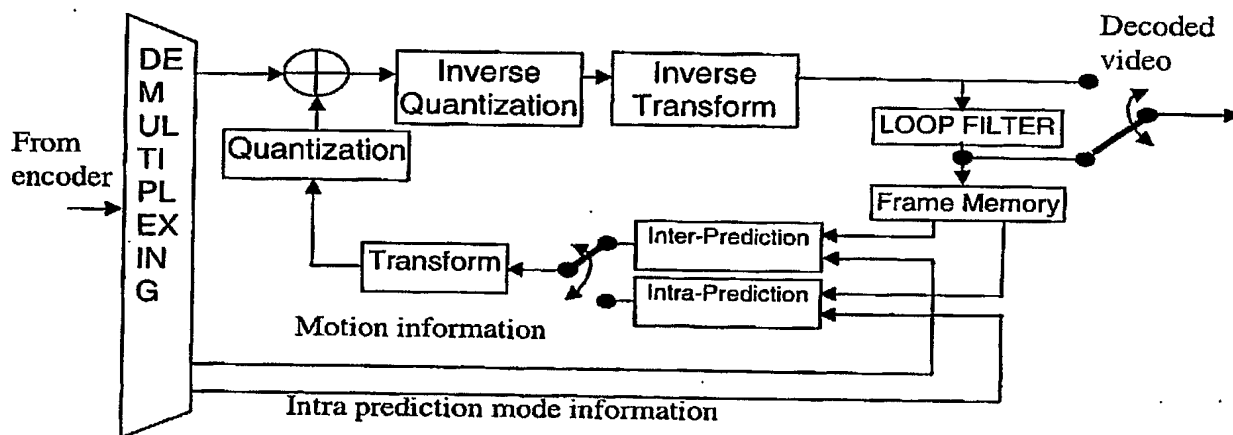 From
encoder
DE
M
UL
TI
PL
EX
IN
G
Quantization
Inverse
Quantization
Inverse
Transform
Decoded
video
LOOP FILTER
Frame Memory
Inter-Prediction
Intra-Prediction
Transform
Motion information
Intra prediction mode information